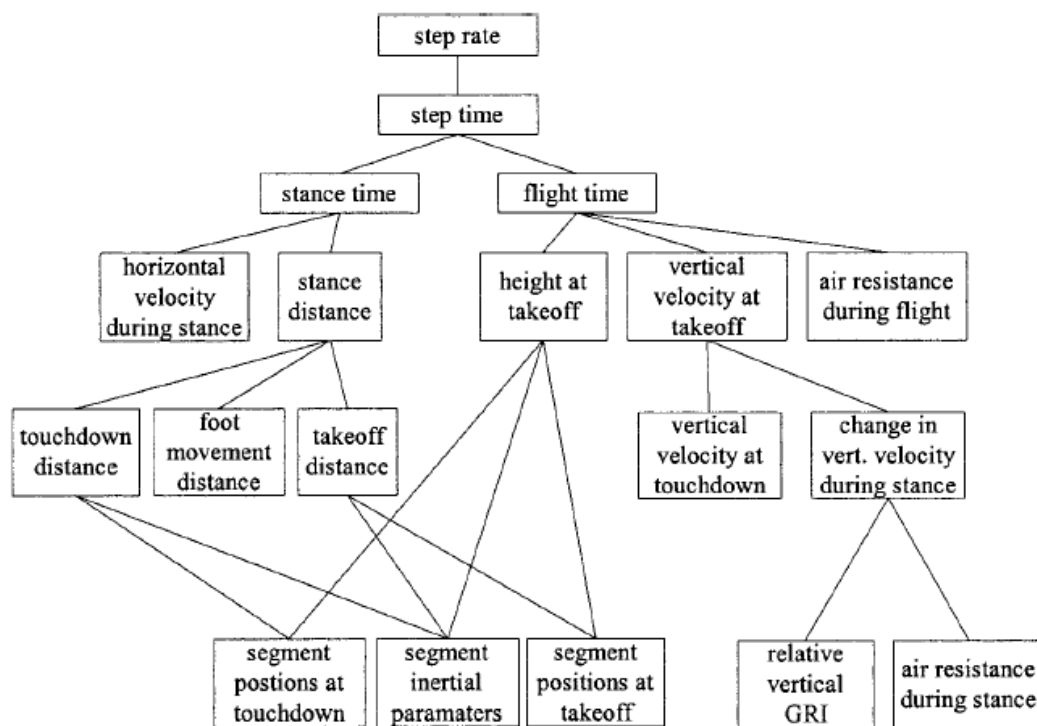 step rate
step time
stance time
flight time
horizontal
velocity
during stance
stance
distance
height at
takeoff
vertical
velocity at
takeoff
air resistance
during flight
touchdown
distance
foot
movement
distance
takeoff
distance
vertical
velocity at
touchdown
change in
vert. velocity
during stance
segment
postions at
touchdown
segment
inertial
paramaters
segment
positions at
takeoff
relative
vertical
GRI
air resistance
during stance